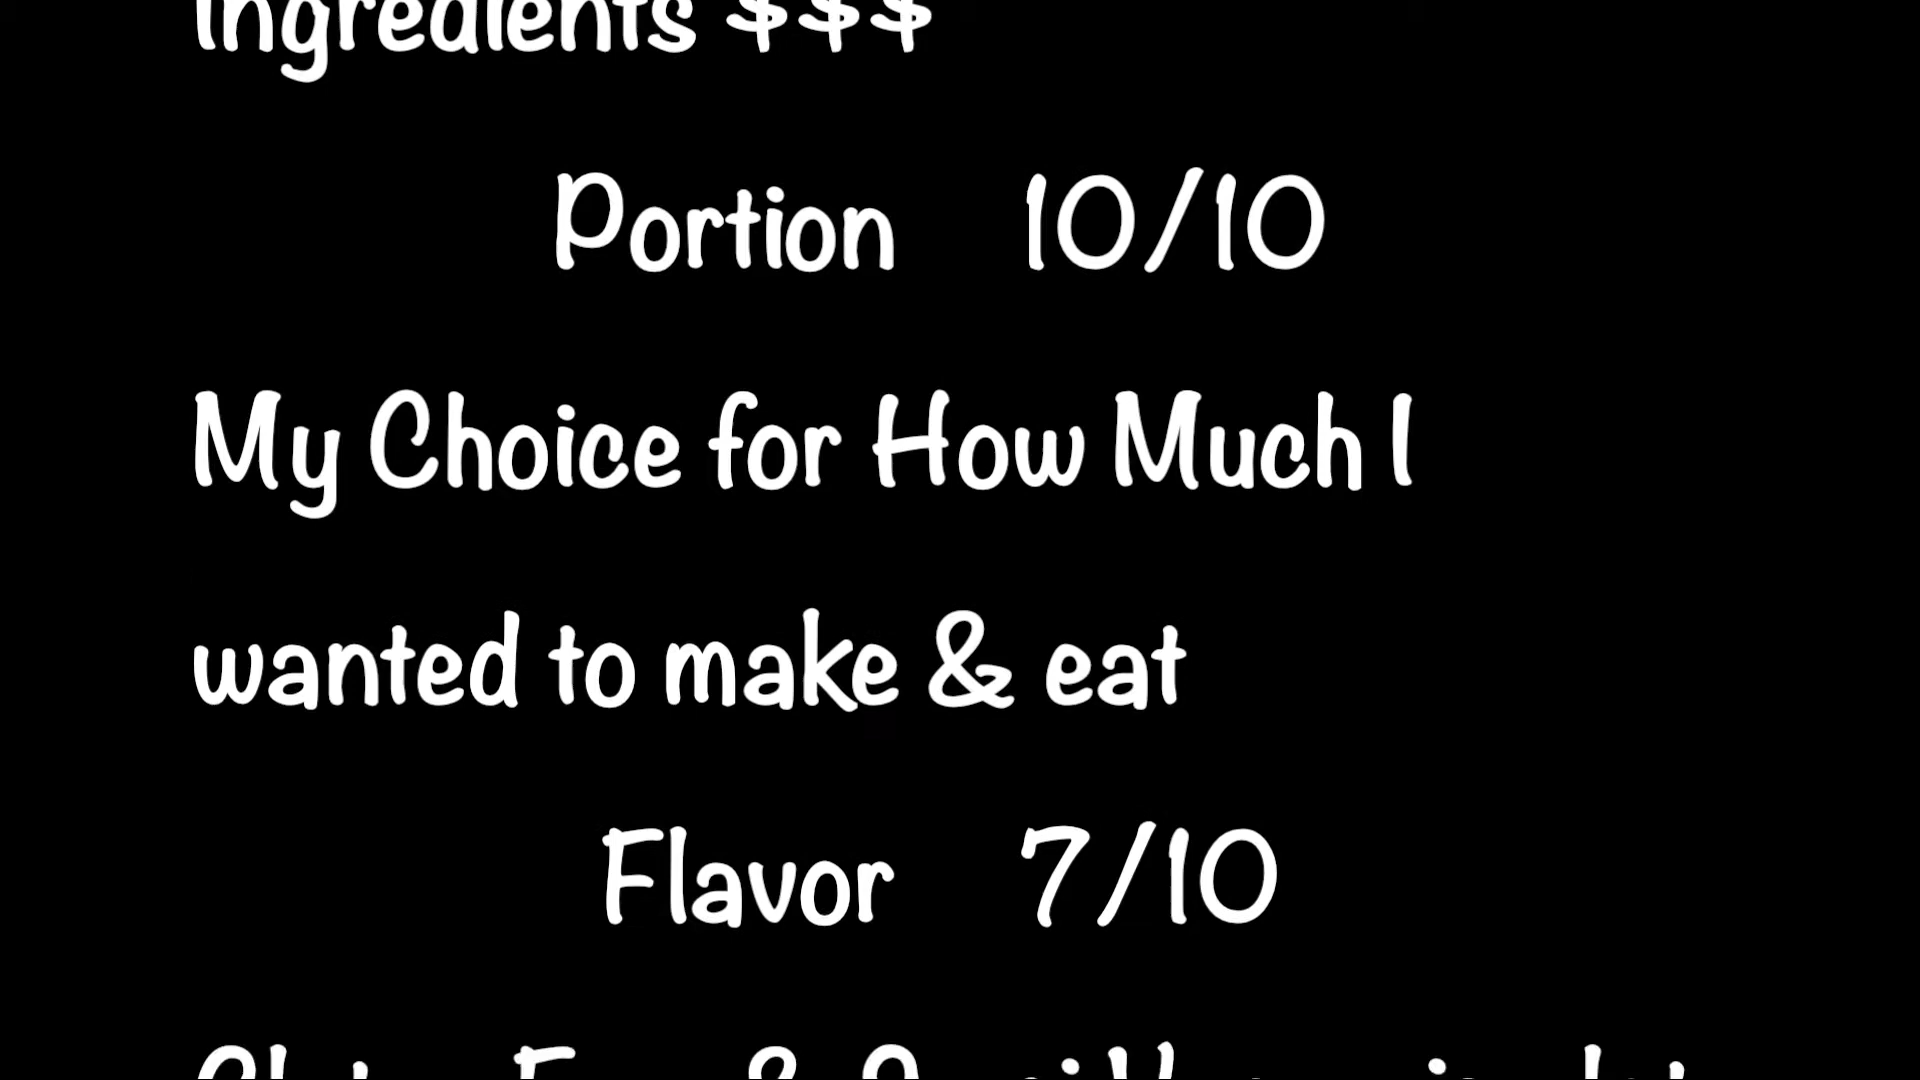 Ingredients $$$
Portion 10/10
My Choice for How Much I
wanted to make & eat
Flavor 7/10